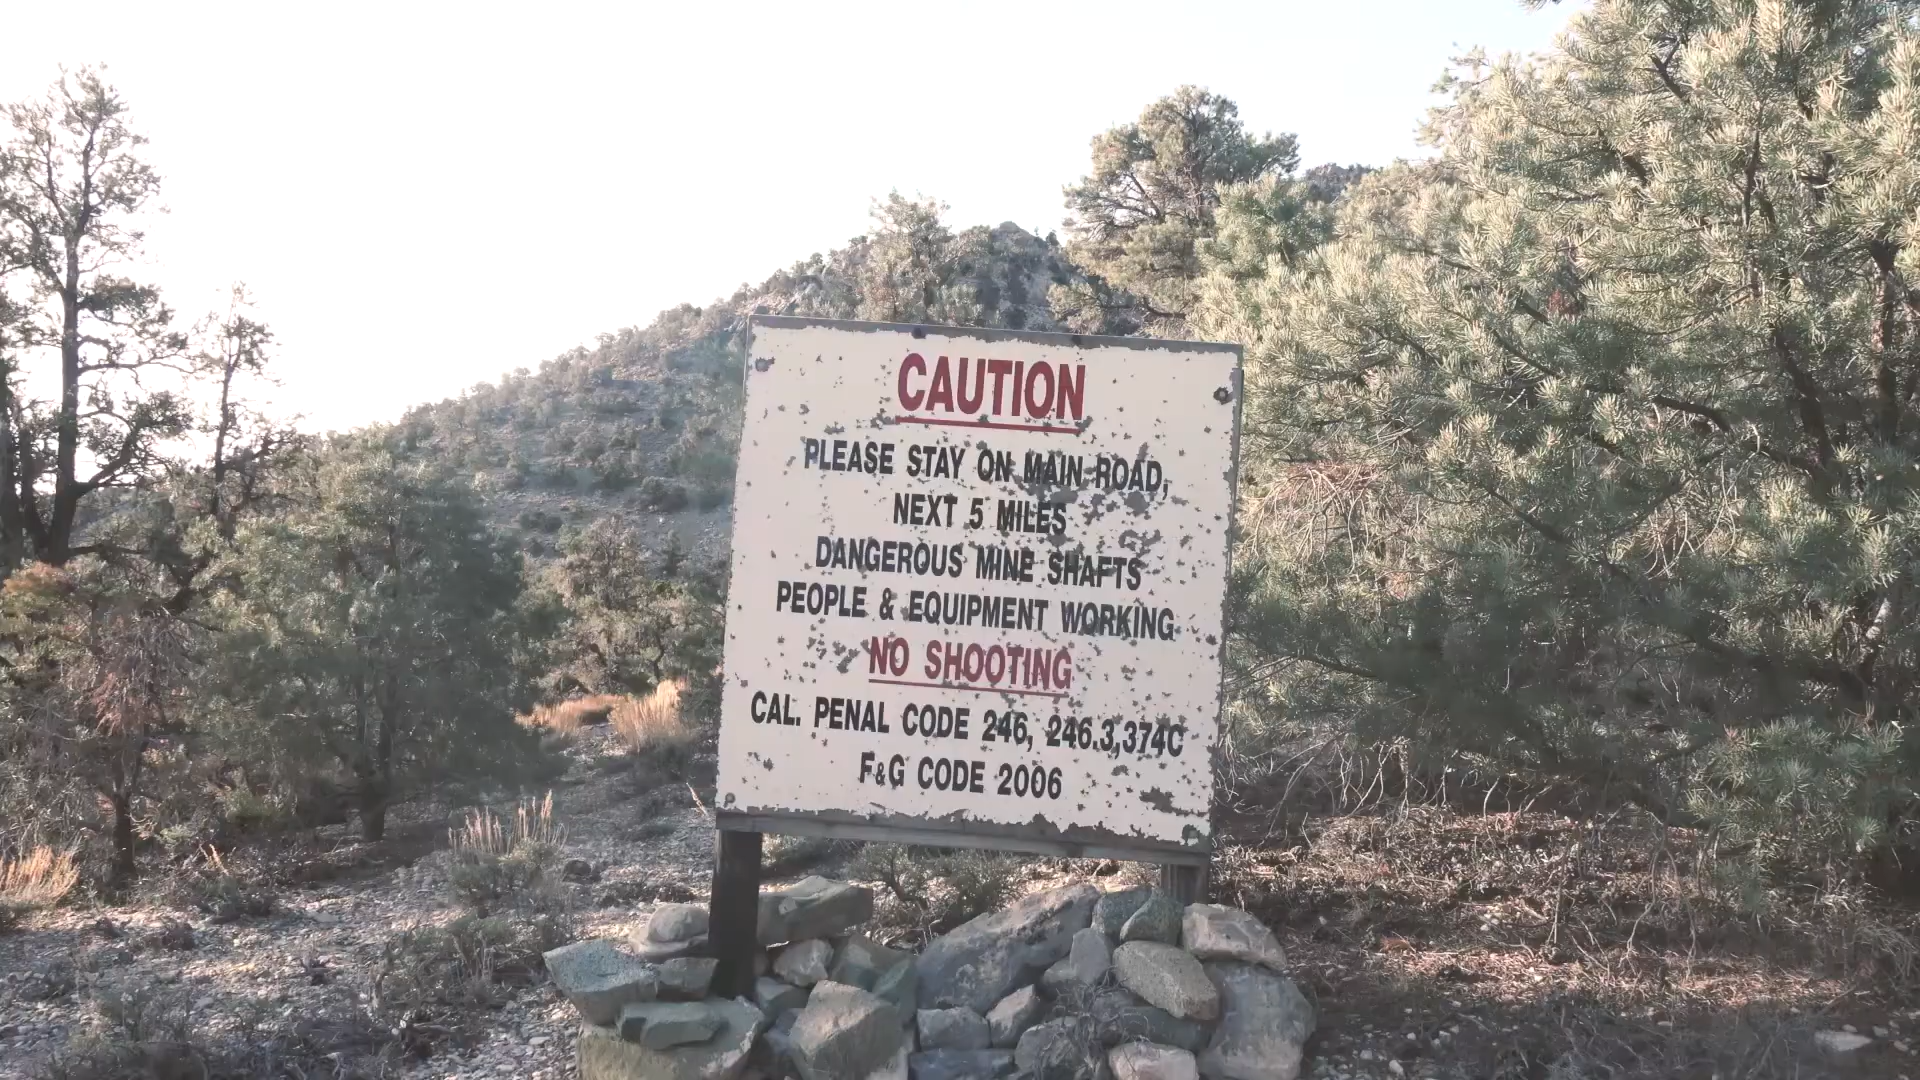 CAUTION
PLEASE STAY ON MAIN ROAD,
NEXT 5 MILES
DANGEROUS MINE SHAFTS
PEOPLE & EQUIPMENT WORKING
NO SHOOTING
CAL. PENAL CODE 246, 246.3,374C
F&G CODE 2006